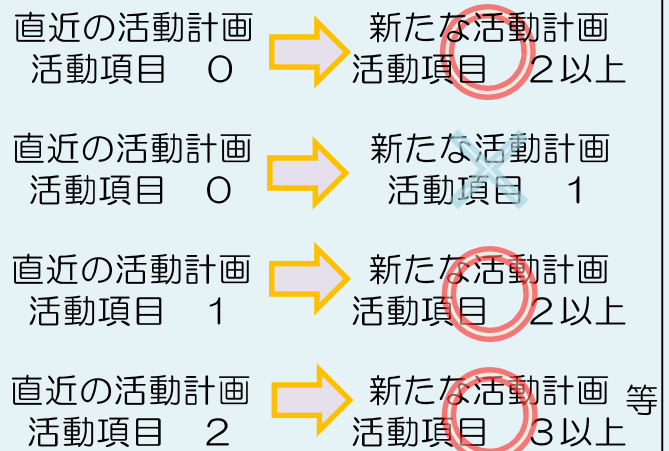 直近の活動計画
活動項目　０
新たな活動計画
活動項目　２以上
直近の活動計画
活動項目　０
新たな活動計画
活動項目　１
直近の活動計画
活動項目　１
新たな活動計画
活動項目　２以上
直近の活動計画
活動項目　２
新たな活動計画
活動項目　３以上
等